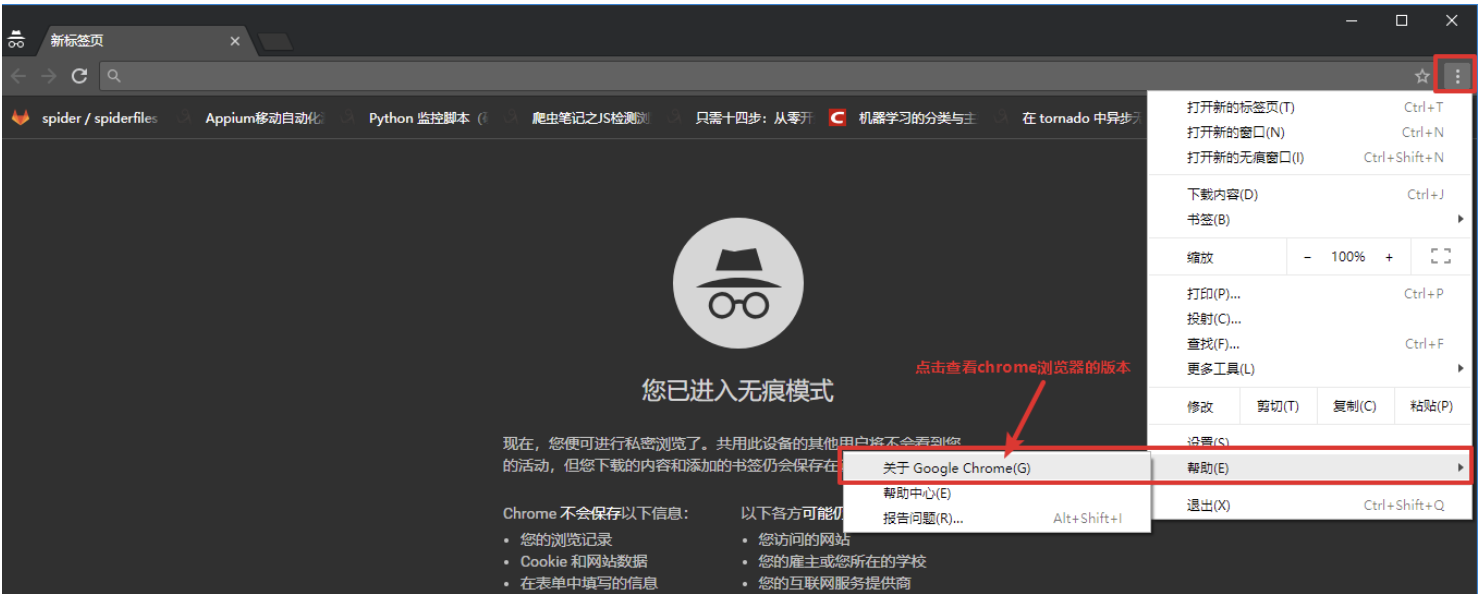 新标签页
spider / spiderfiles
Appium移动自动化
Python 监控脚本
爬虫笔记之JS检测
只需十四步：从零开
C 机器学习的分类与主
在 tornado 中异步
打开新的标签页(T) Ctrl+T
打开新的窗口(N) Ctrl+N
打开新的无痕窗口(I) Ctrl+Shift+N
下载内容(D) Ctrl+J
书签(B)
缩放 - 100% +
打印(P)... Ctrl+P
投射(C)...
查找(F)... Ctrl+F
更多工具(L)
修改 剪切(T) 复制(C) 粘贴(P)
设置(S)
帮助(E)
退出(X) Ctrl+Shift+Q
点击查看chrome浏览器的版本
关于 Google Chrome(G)
帮助中心(E)
报告问题(R)... Alt+Shift+I
您已进入无痕模式
现在，您便可进行私密浏览了。共用此设备的其他用户将不会看到您
的活动，但您下载的内容和添加的书签仍会保存在
Chrome 不会保存以下信息：
• 您的浏览记录
• Cookie 和网站数据
• 在表单中填写的信息
以下各方可能仍
• 您访问的网站
• 您的雇主或您所在的学校
• 您的互联网服务提供商